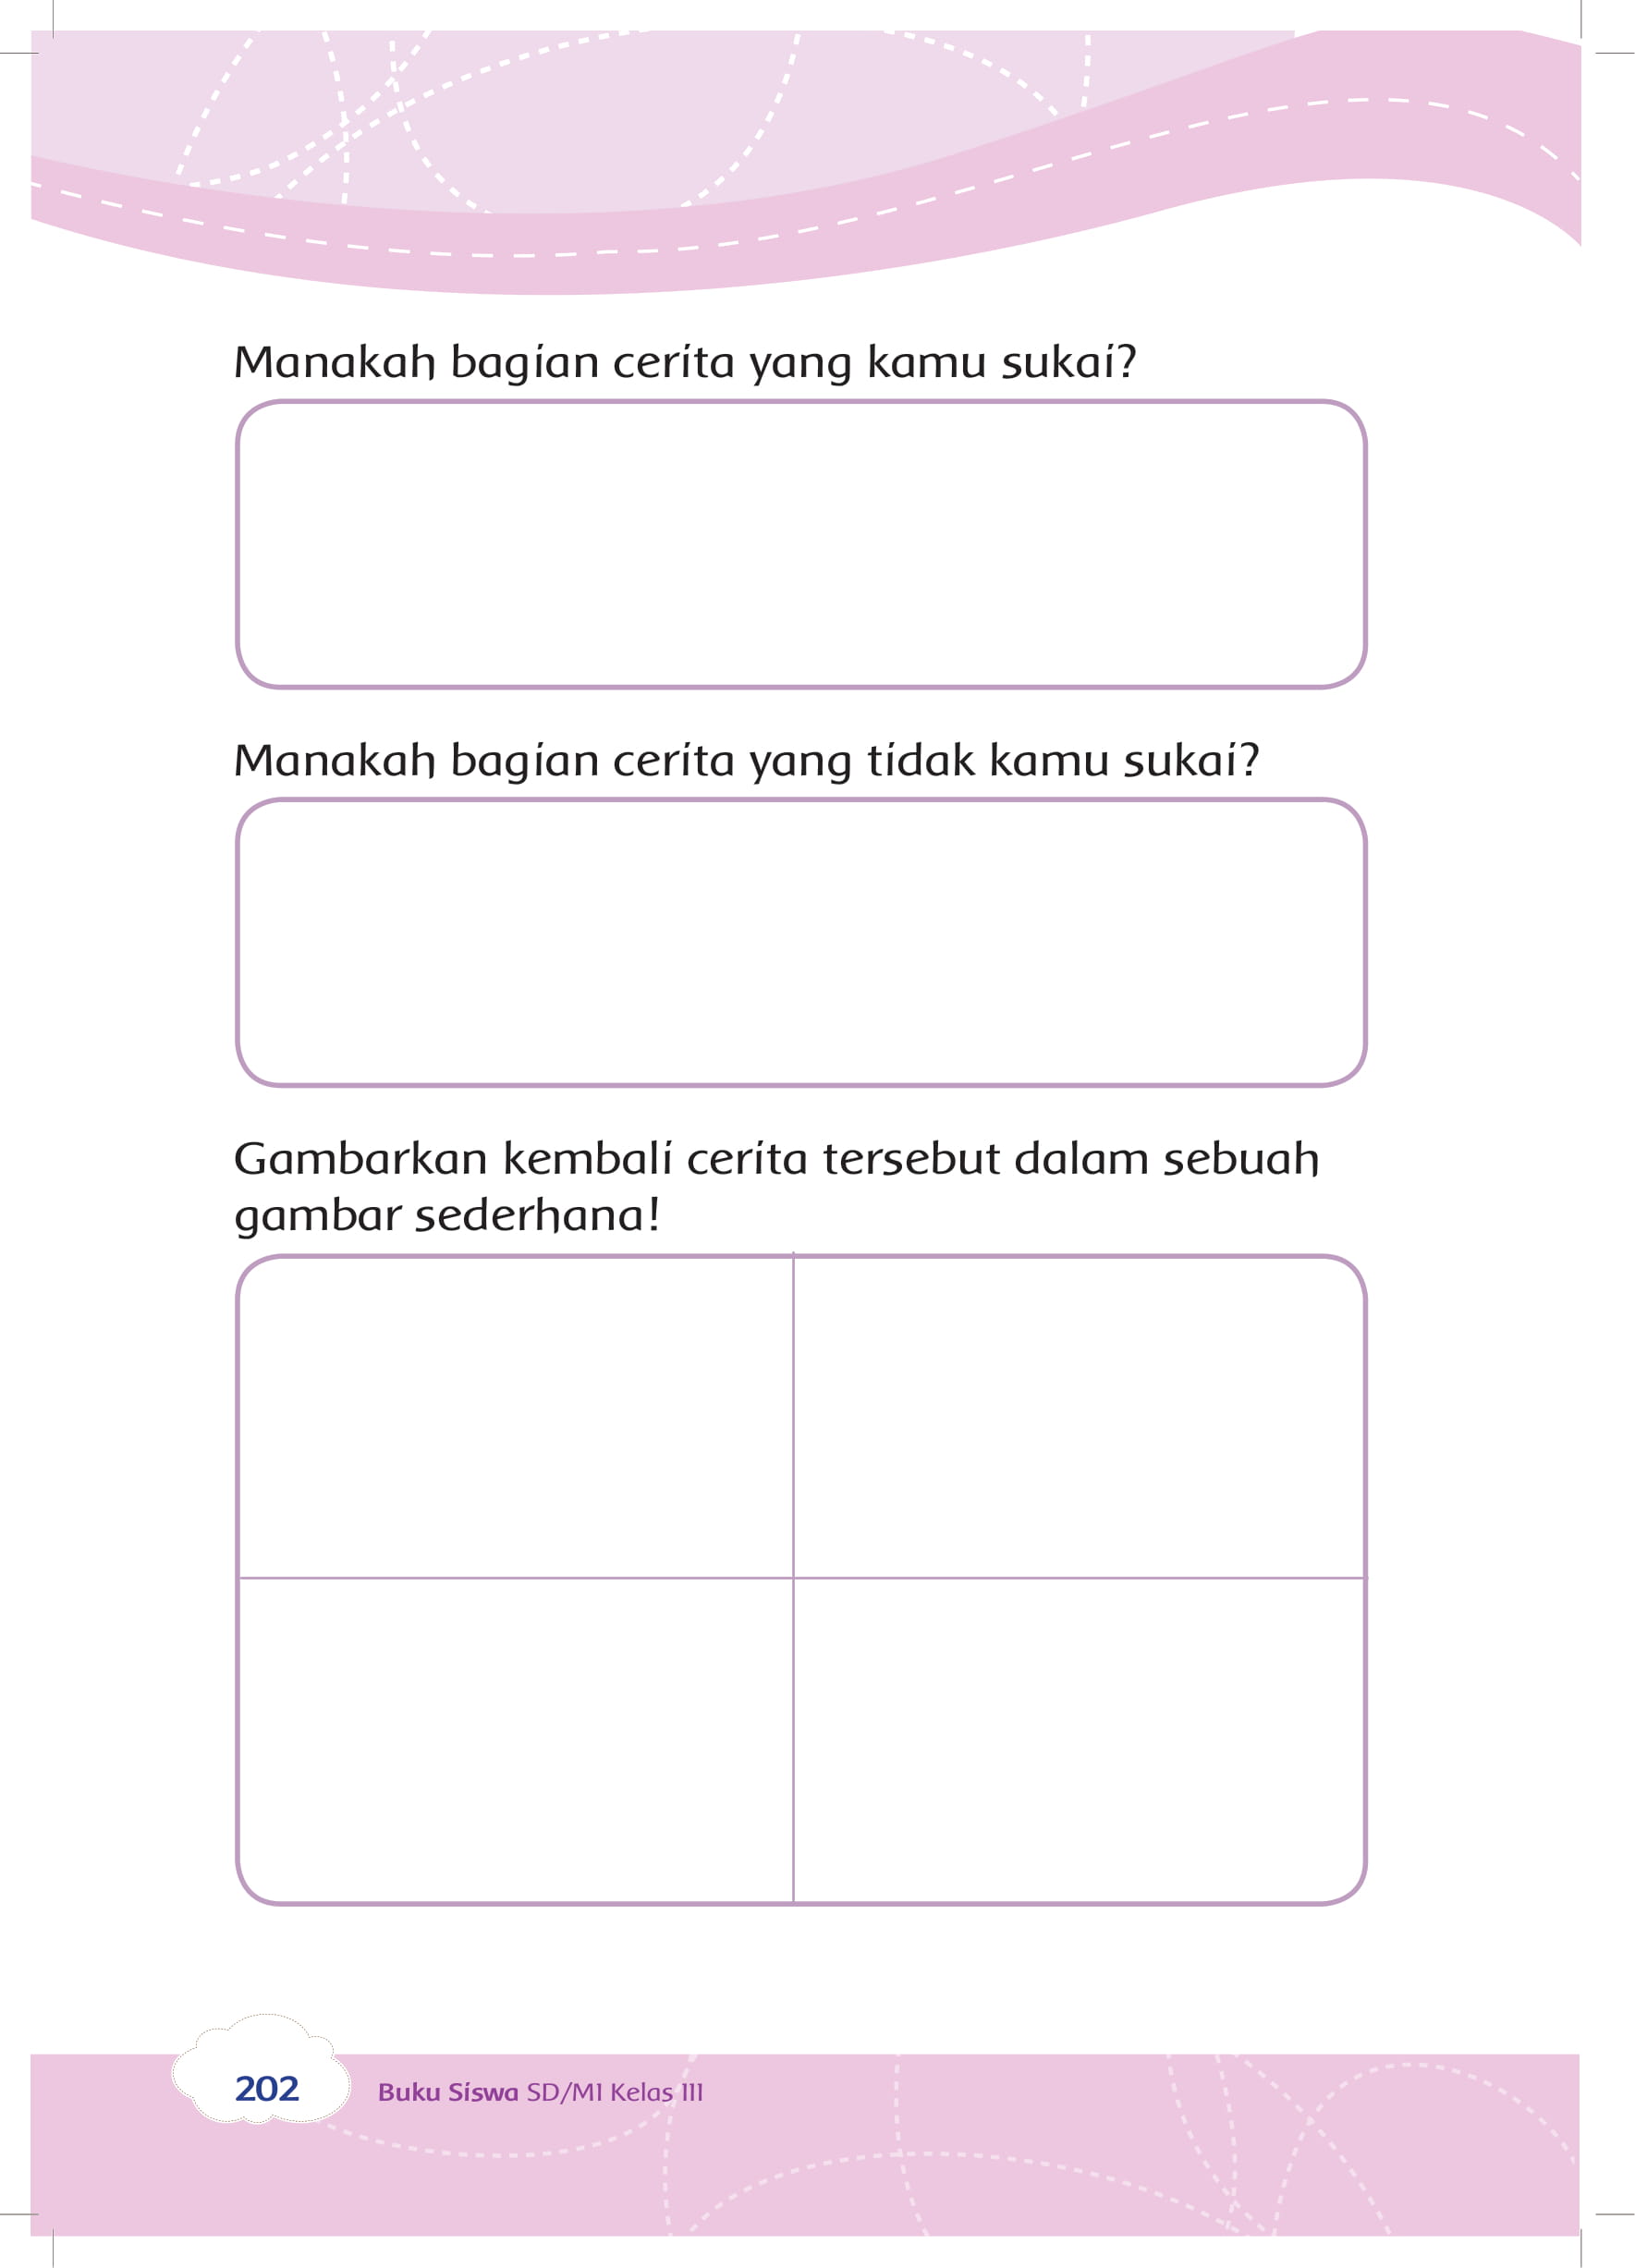 Manakah bagian cerita yang kamu sukai?
Manakah bagian cerita yang tidak kamu sukai?
Gambarkan kembali cerita tersebut dalam sebuah
gambar sederhana!
202
Buku Siswa SD/MI Kelas III